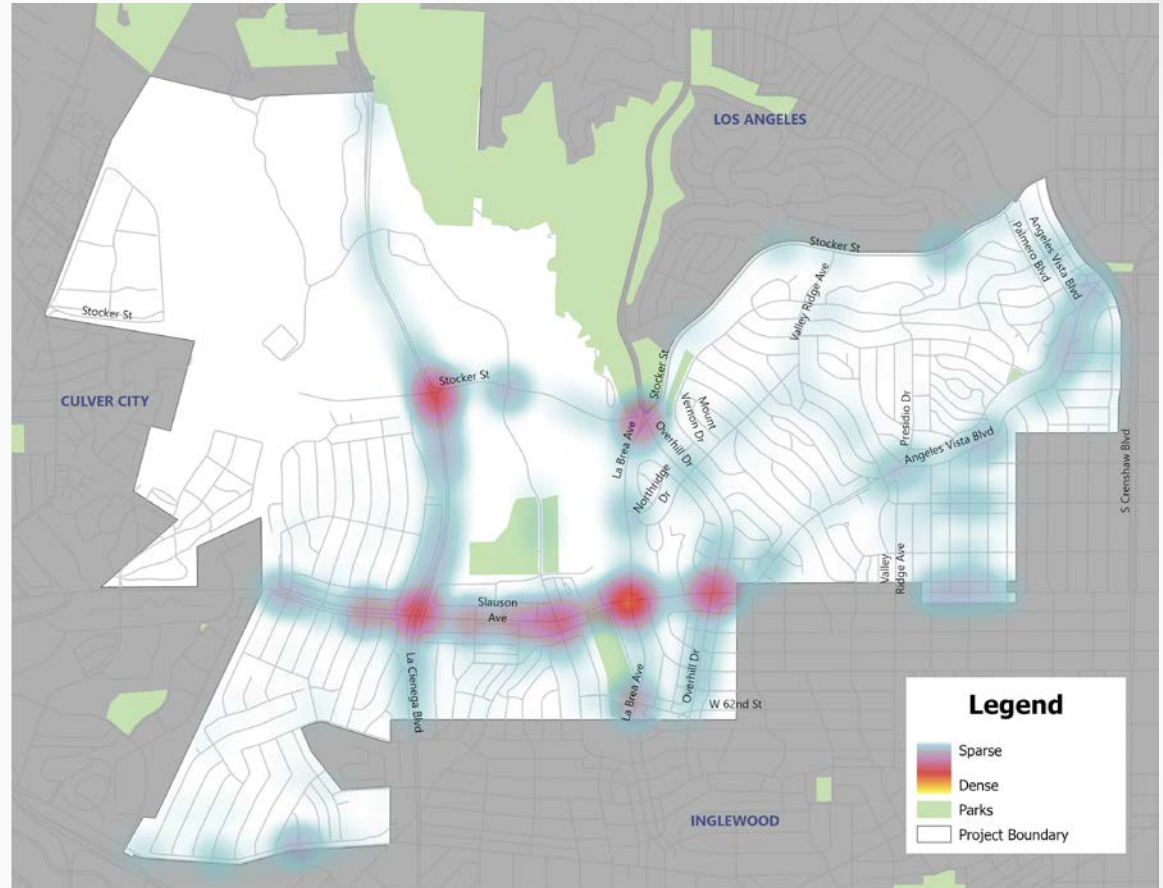 LOS ANGELES
Stocker St
Angeles Vista Blvd
Palmero Blvd
Valley Ridge Ave
Stocker St
CULVER CITY
Stocker St
Stocker St
Mount
Vernon Dr
Presidio Dr
La Brea Ave
Overhill Dr
Angeles Vista Blvd
S Crenshaw Blvd
Northridge
Dr
Valley
Ridge Ave
Slauson
Ave
La Cienega Blvd
La Brea Ave
Overhill Dr
W 62nd St
INGLEWOOD
Legend
Sparse
Dense
Parks
Project Boundary